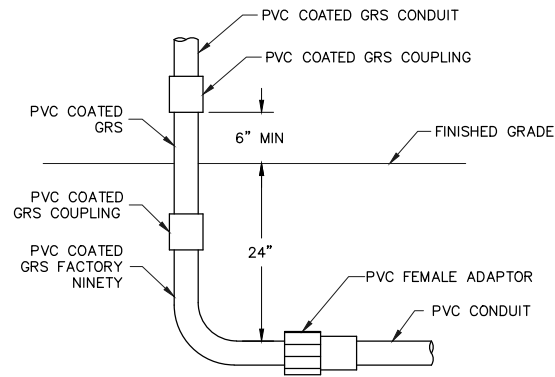 PVC COATED GRS CONDUIT
PVC COATED GRS COUPLING
PVC COATED
GRS
6" MIN
FINISHED GRADE
PVC COATED
GRS COUPLING
PVC COATED
GRS FACTORY
NINETY
24"
PVC FEMALE ADAPTOR
PVC CONDUIT